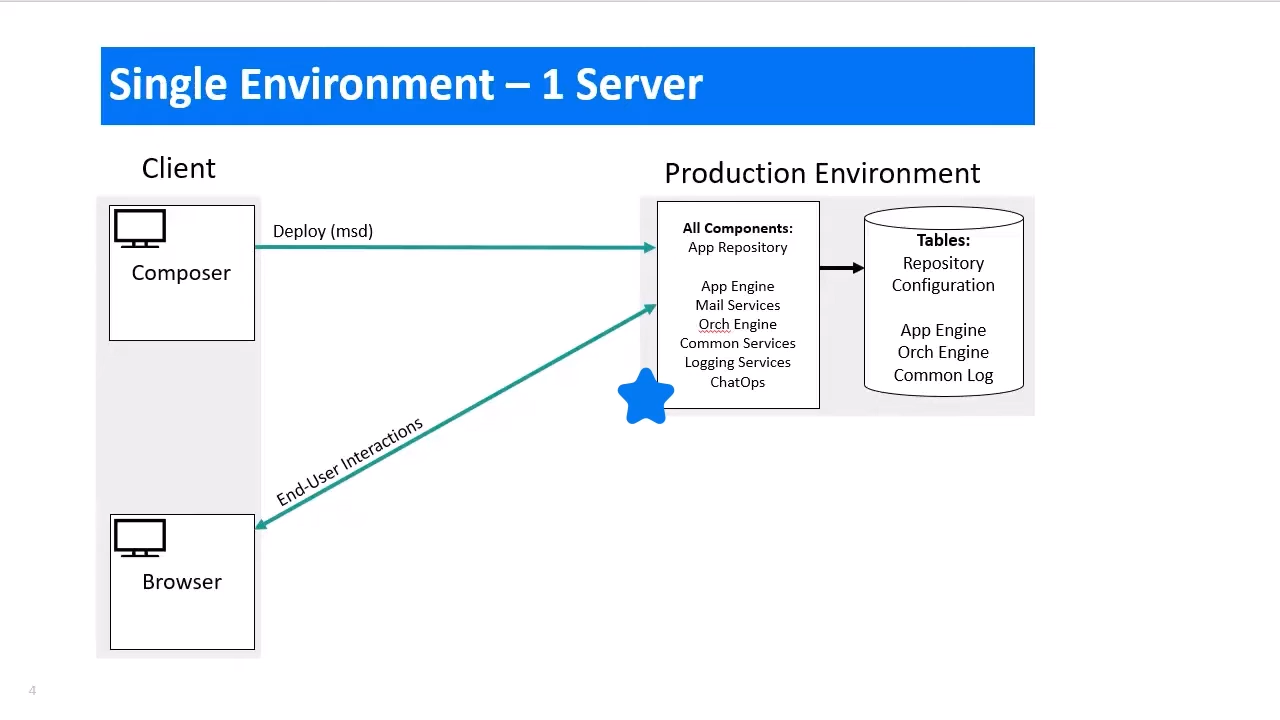 Single Environment – 1 Server
Client
Production Environment
Composer
Deploy (msd)
All Components:
App Repository
App Engine
Mail Services
Orch Engine
Common Services
Logging Services
ChatOps
Tables:
Repository
Configuration
App Engine
Orch Engine
Common Log
End-User Interactions
Browser
4